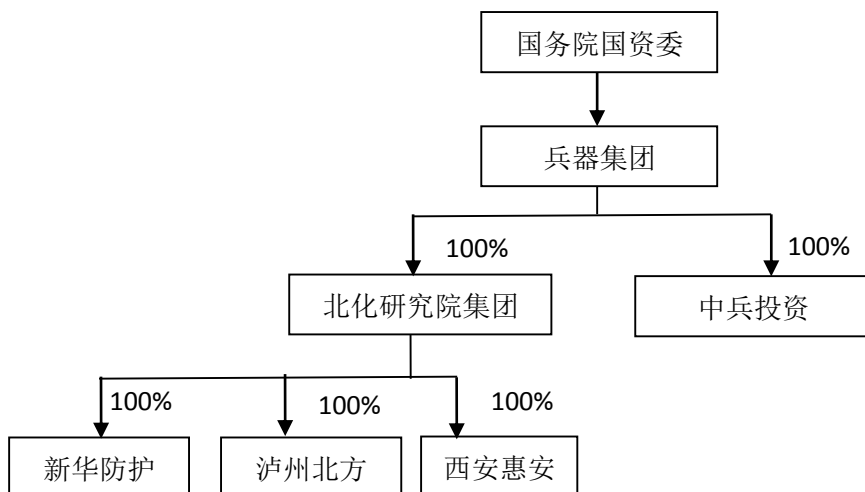 国务院国资委
兵器集团
100%
100%
北化研究院集团
中兵投资
100%
100%
100%
新华防护
泸州北方
西安惠安